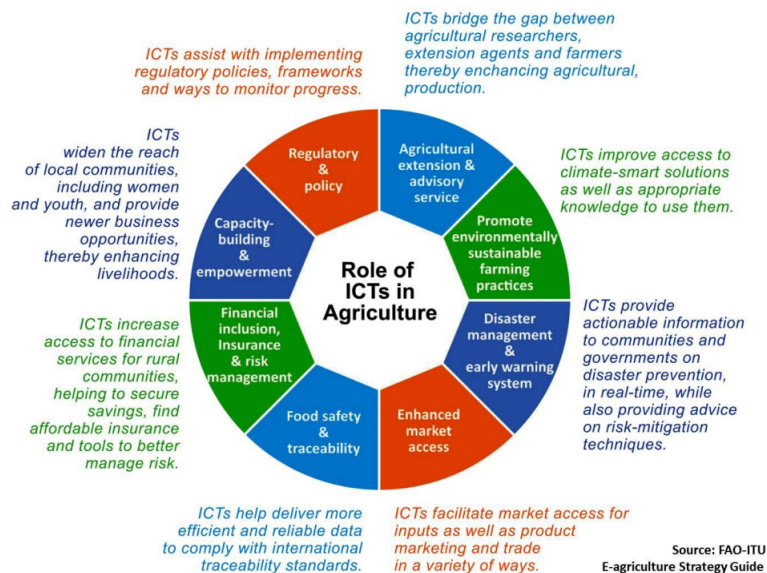 ICTs bridge the gap between
agricultural researchers,
extension agents and farmers
thereby enchancing agricultural,
production.
ICTs assist with implementing
regulatory policies, frameworks
and ways to monitor progress.
ICTs
widen the reach
of local communities,
including women
and youth, and provide
newer business
opportunities,
thereby enhancing
livelihoods.
ICTs improve access to
climate-smart solutions
as well as appropriate
knowledge to use them.
Regulatory
&
policy
Agricultural
extension &
advisory
service
Capacity-
building
&
empowerment
Promote
environmentally
sustainable
farming
practices
Role of
ICTs in
Agriculture
Financial
inclusion,
Insurance
& risk
management
Disaster
management
&
early warning
system
Food safety
&
traceability
Enhanced
market
access
ICTs increase
access to financial
services for rural
communities,
helping to secure
savings, find
affordable insurance
and tools to better
manage risk.
ICTs provide
actionable information
to communities and
governments on
disaster prevention,
in real-time, while
also providing advice
on risk-mitigation
techniques.
ICTs help deliver more
efficient and reliable data
to comply with international
traceability standards.
ICTs facilitate market access for
inputs as well as product
marketing and trade
in a variety of ways.
Source: FAO-ITU
E-agriculture Strategy Guide